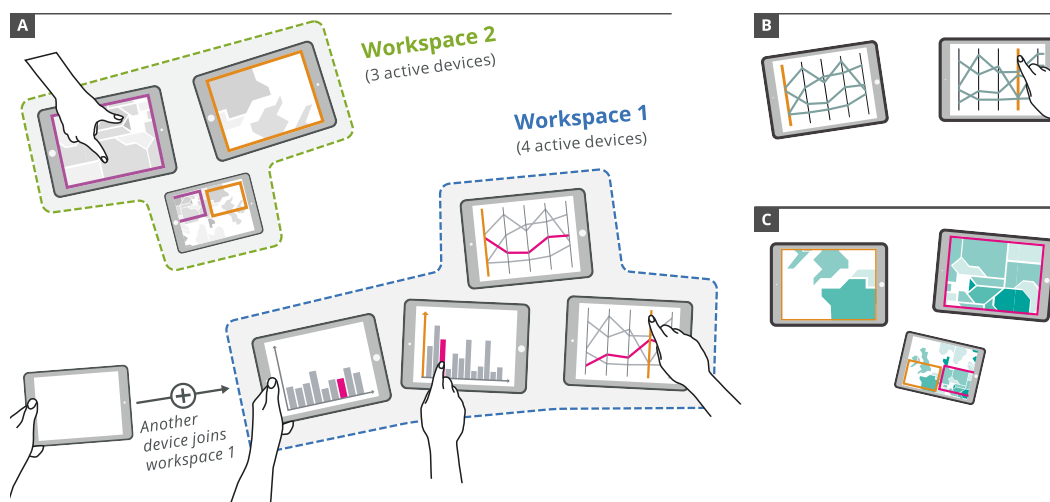 A
Workspace 2
(3 active devices)
Workspace 1
(4 active devices)
Another
device joins
workspace 1
B
C